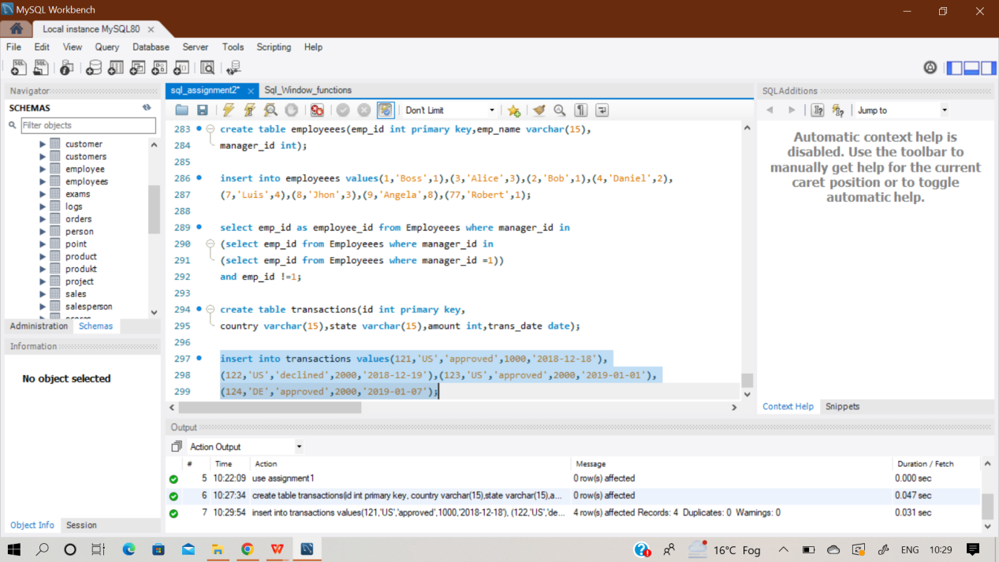 MySQL Workbench
Local instance MySQL80
File Edit View Query Database Server Tools Scripting Help
Navigator
SCHEMAS
Filter objects
customer
customers
employee
employees
exams
logs
orders
person
point
product
produkt
project
sales
salesperson
Administration Schemas
Information
No object selected
Object Info Session
sql_assignment2* Sql_Window_functions
Don't Limit
283 create table employeees(emp_id int primary key,emp_name varchar(15),
284 manager_id int);
285
286 insert into employeees values(1,'Boss',1),(3,'Alice',3),(2,'Bob',1),(4,'Daniel',2),
287 (7,'Luis',4),(8,'Jhon',3),(9,'Angela',8),(77,'Robert',1);
288
289 select emp_id as employee_id from Employeees where manager_id in
290 (select emp_id from Employeees where manager_id in
291 (select emp_id from Employeees where manager_id =1))
292 and emp_id !=1;
293
294 create table transactions(id int primary key,
295 country varchar(15),state varchar(15),amount int,trans_date date);
296
297 insert into transactions values(121,'US','approved',1000,'2018-12-18'),
298 (122,'US','declined',2000,'2018-12-19'),(123,'US','approved',2000,'2019-01-01'),
299 (124,'DE','approved',2000,'2019-01-07');
SQLAdditions
Jump to
Automatic context help is
disabled. Use the toolbar to
manually get help for the current
caret position or to toggle
automatic help.
Context Help Snippets
Output
Action Output
# Time Action Message Duration / Fetch
5 10:22:09 use assignment1 0 row(s) affected 0.000 sec
6 10:27:34 create table transactions(id int primary key, country varchar(15),state varchar(15),a... 0 row(s) affected 0.047 sec
7 10:29:54 insert into transactions values(121,'US','approved',1000,'2018-12-18'), (122,'US','de... 4 row(s) affected Records: 4 Duplicates: 0 Warnings: 0 0.031 sec
16°C Fog ENG 10:29